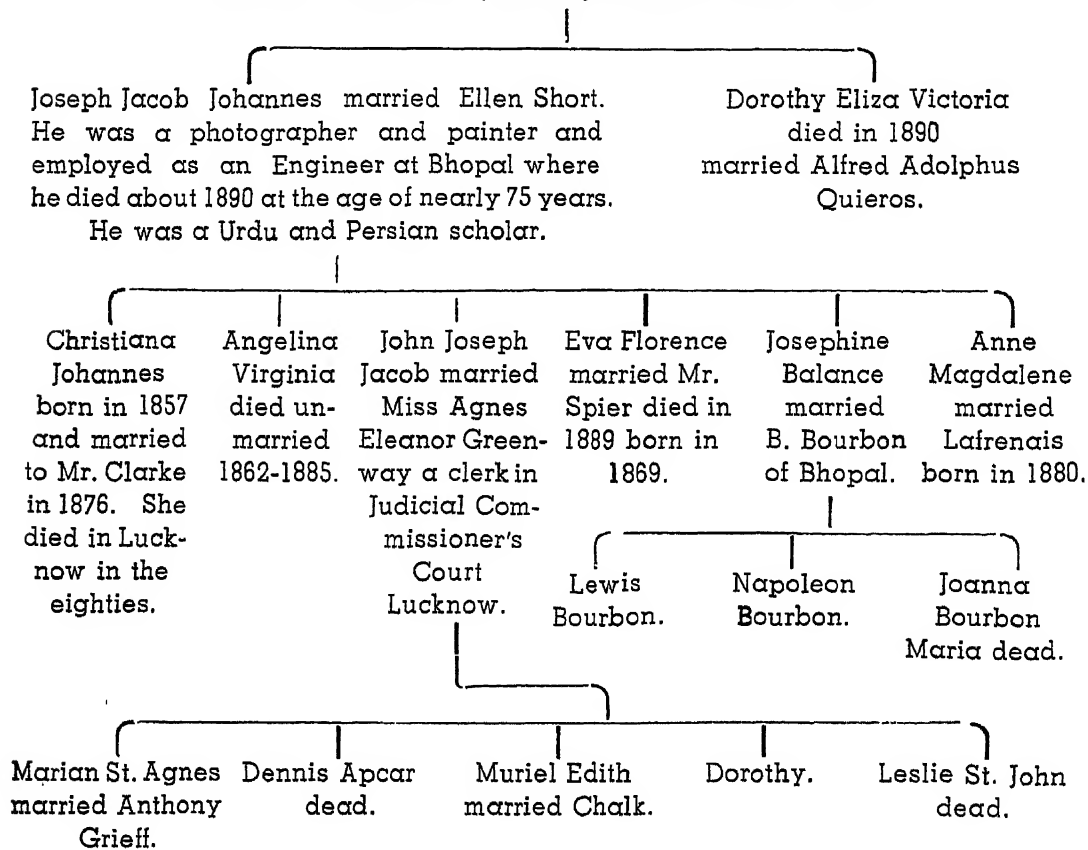 Joseph Jacob Johannes married Ellen Short.
He was a photographer and painter and
employed as an Engineer at Bhopal where
he died about 1890 at the age of nearly 75 years.
He was a Urdu and Persian scholar.
Dorothy Eliza Victoria
died in 1890
married Alfred Adolphus
Quieros.
Christiana
Johannes
born in 1857
and married
to Mr. Clarke
in 1876. She
died in Luck-
now in the
eighties.
Angelina
Virginia
died un-
married
1862-1885.
John Joseph
Jacob married
Miss Agnes
Eleanor Green-
way a clerk in
Judicial Com-
missioner's
Court
Lucknow.
Eva Florence
married Mr.
Spier died in
1889 born in
1869.
Josephine
Balance
married
B. Bourbon
of Bhopal.
Anne
Magdalene
married
Lafrenais
born in 1880.
Lewis
Bourbon.
Napoleon
Bourbon.
Joanna
Bourbon
Maria dead.
Marian St. Agnes
married Anthony
Grieff.
Dennis Apcar
dead.
Muriel Edith
married Chalk.
Dorothy.
Leslie St. John
dead.